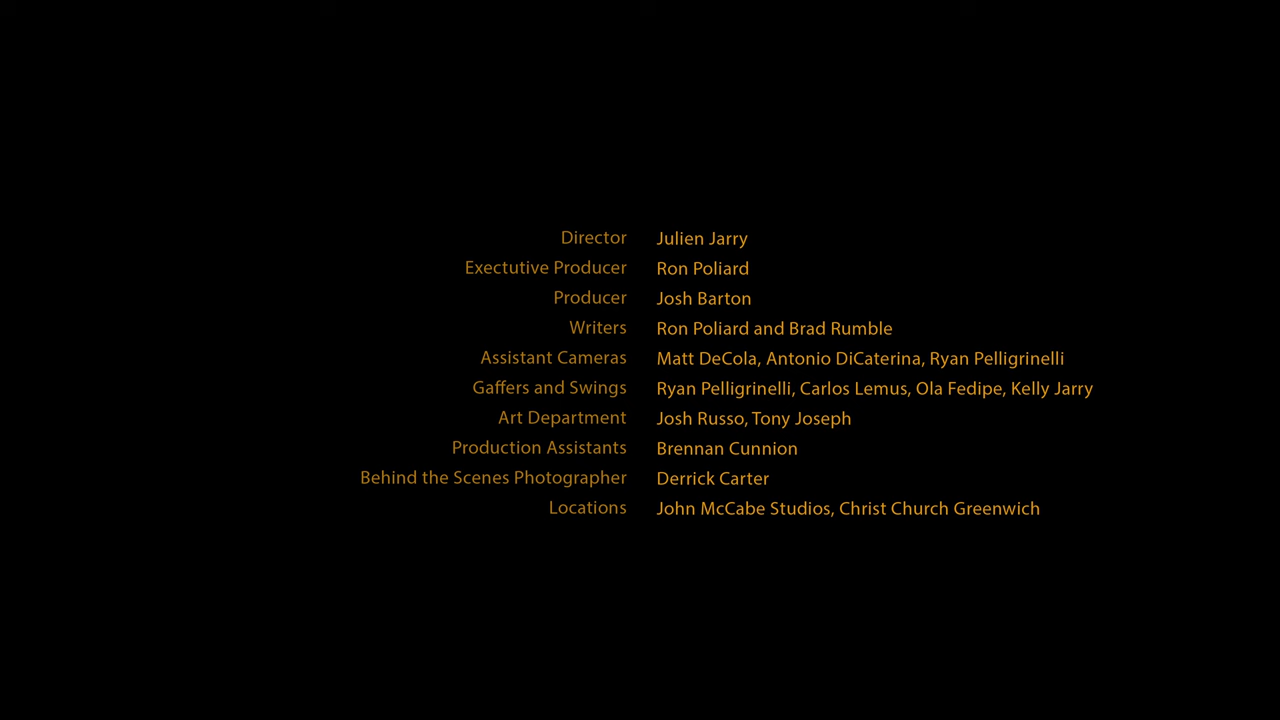 Director Julien Jarry
Exectutive Producer Ron Poliard
Producer Josh Barton
Writers Ron Poliard and Brad Rumble
Assistant Cameras Matt DeCola, Antonio DiCaterina, Ryan Pelligrinelli
Gaffers and Swings Ryan Pelligrinelli, Carlos Lemus, Ola Fedipe, Kelly Jarry
Art Department Josh Russo, Tony Joseph
Production Assistants Brennan Cunnion
Behind the Scenes Photographer Derrick Carter
Locations John McCabe Studios, Christ Church Greenwich